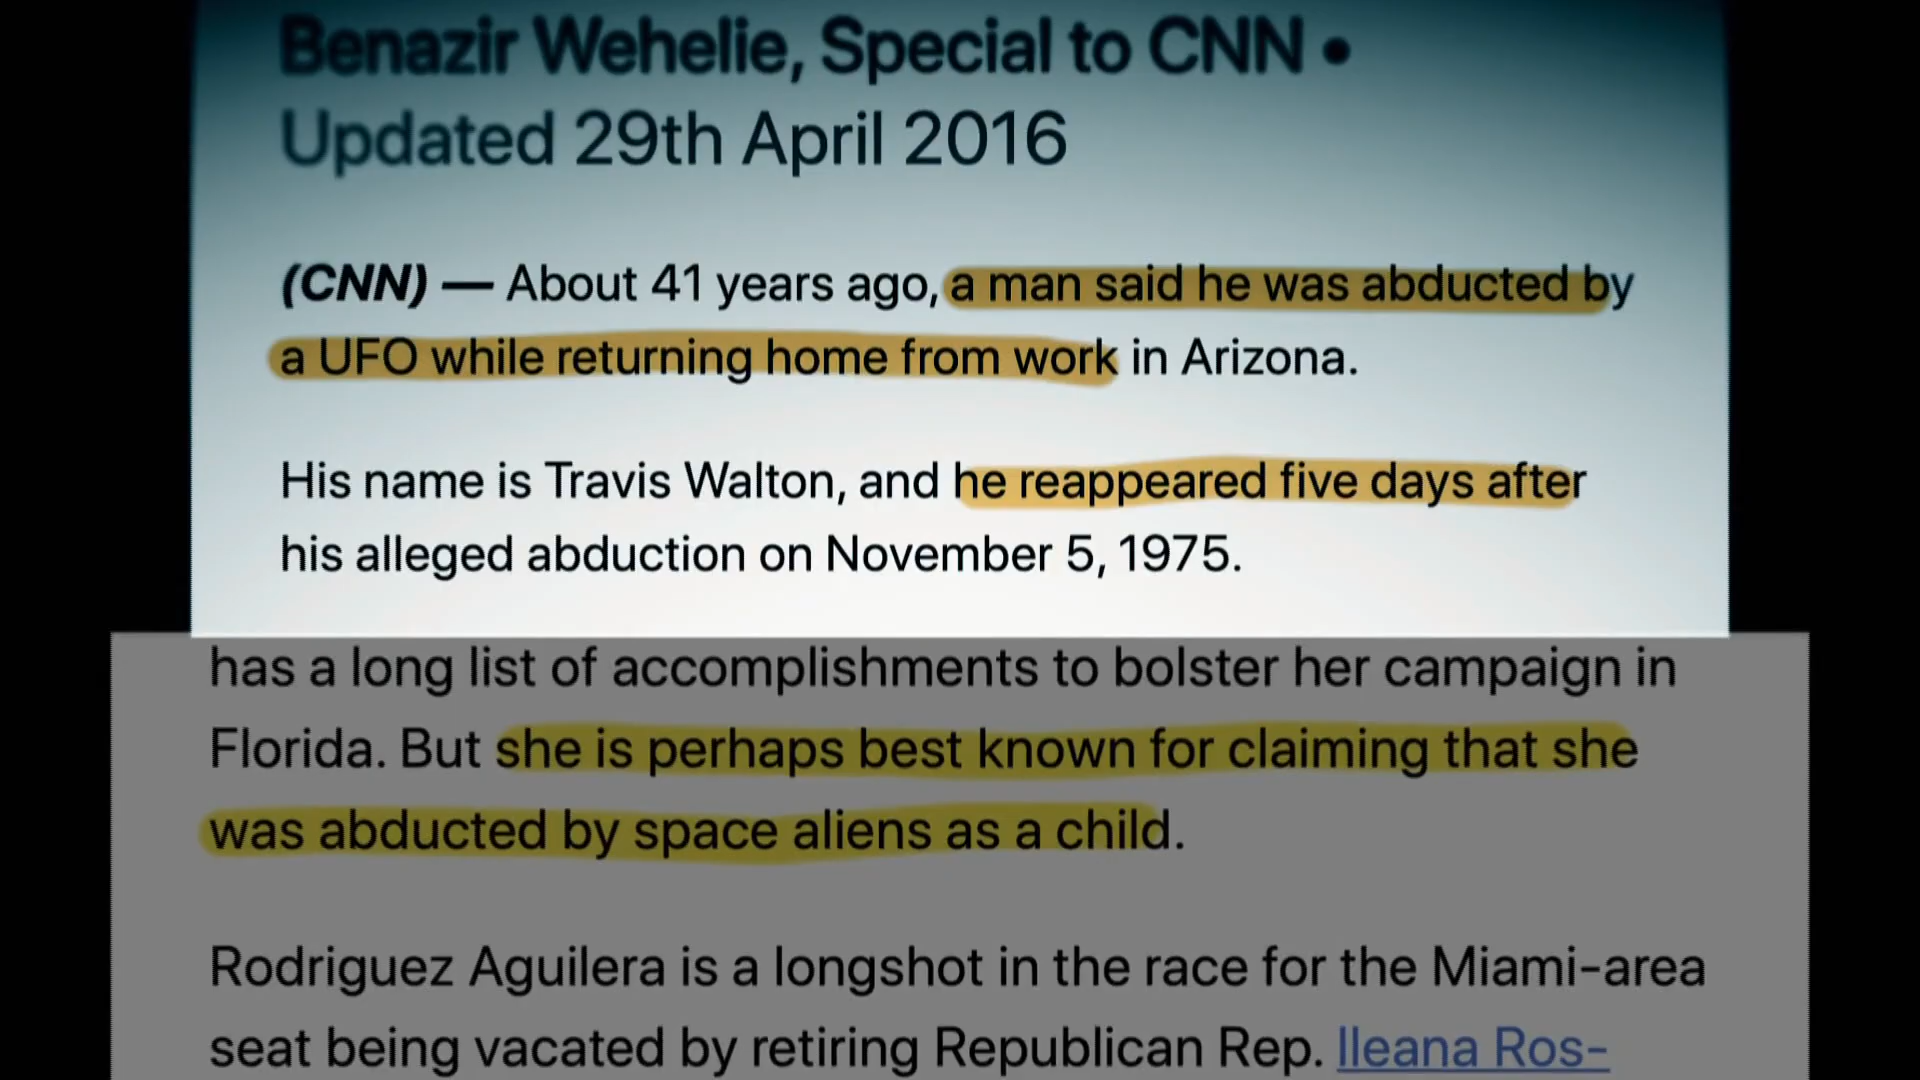 Benazir Wehelie, Special to CNN •
Updated 29th April 2016
(CNN) — About 41 years ago, a man said he was abducted by
a UFO while returning home from work in Arizona.
His name is Travis Walton, and he reappeared five days after
his alleged abduction on November 5, 1975.
has a long list of accomplishments to bolster her campaign in
Florida. But she is perhaps best known for claiming that she
was abducted by space aliens as a child.
Rodriguez Aguilera is a longshot in the race for the Miami-area
seat being vacated by retiring Republican Rep. Ileana Ros-